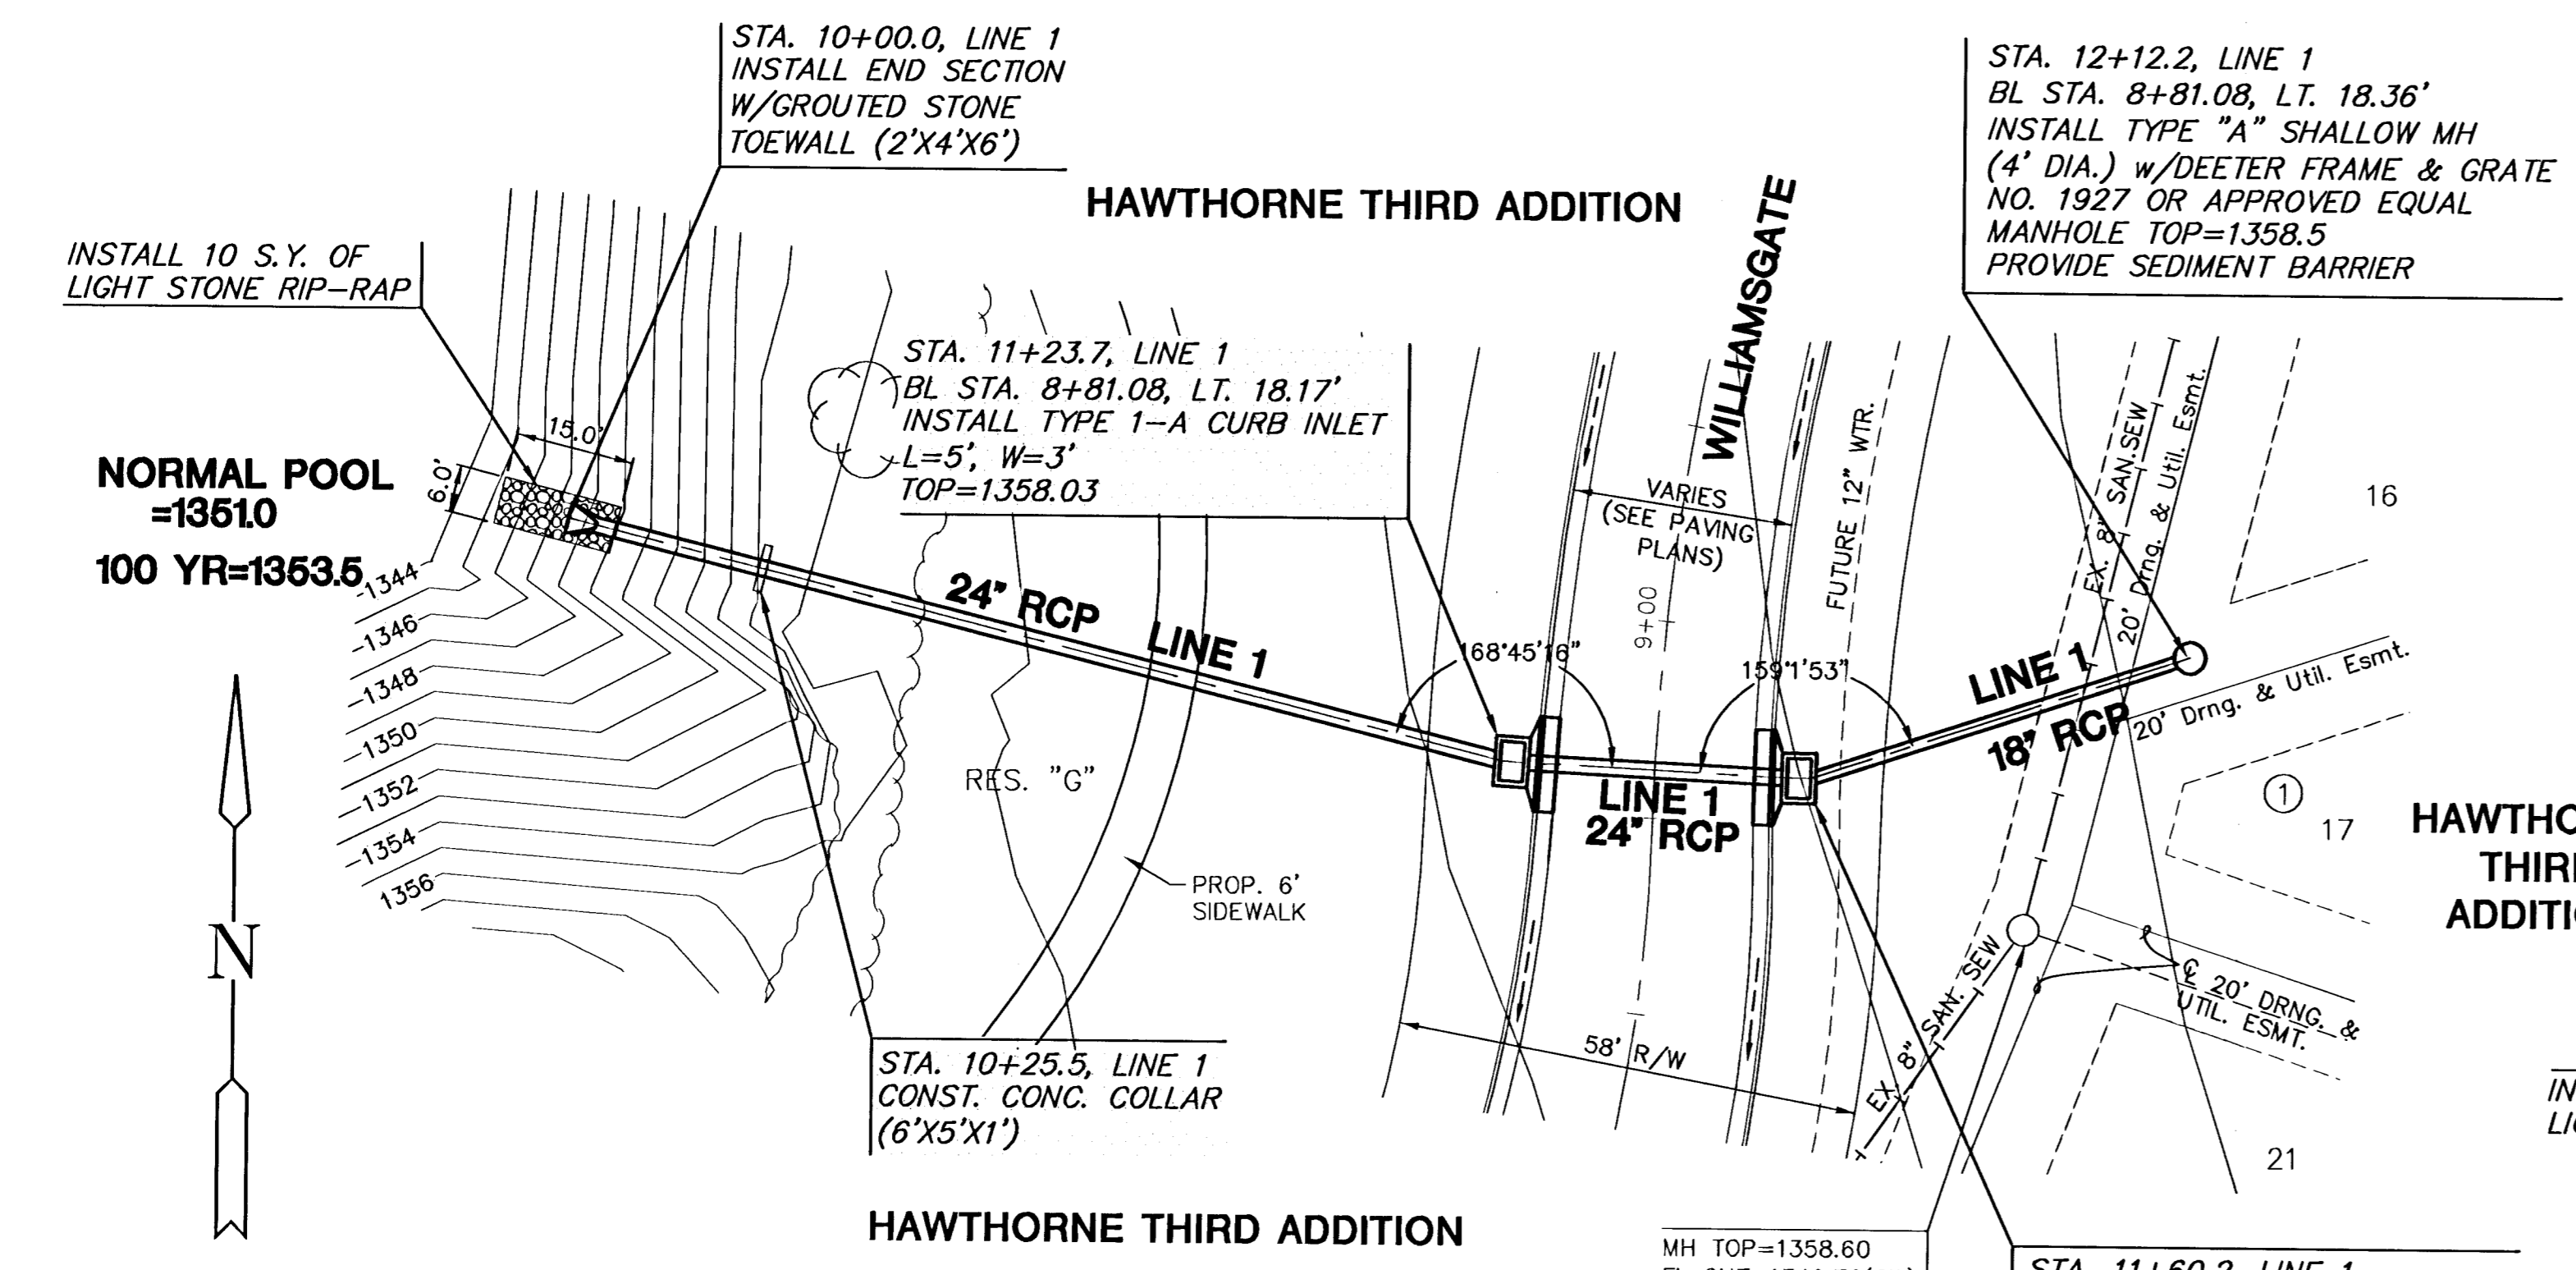 STA. 10+00.0, LINE 1
INSTALL END SECTION
W/GROUTED STONE
TOEWALL (2'X4'X6')
STA. 12+12.2, LINE 1
BL STA. 8+81.08, LT. 18.36'
INSTALL TYPE "A" SHALLOW MH
(4' DIA.) w/DEETER FRAME & GRATE
NO. 1927 OR APPROVED EQUAL
MANHOLE TOP=1358.5
PROVIDE SEDIMENT BARRIER
HAWTHORNE THIRD ADDITION
WILLIAMSGATE
INSTALL 10 S.Y. OF
LIGHT STONE RIP-RAP
STA. 11+23.7, LINE 1
BL STA. 8+81.08, LT. 18.17'
INSTALL TYPE 1-A CURB INLET
L=5', W=3'
TOP=1358.03
15.0'
6.0'
NORMAL POOL
=1351.0
100 YR=1353.5
VARIES
(SEE PAVING
PLANS)
FUTURE 12" WTR.
EX. 8" SAN.SEW
20' Drng. & Util. Esmt.
16
1344
1346
1348
1350
1352
1354
1356
24" RCP
LINE 1
9+00
168°45'16"
159°1'53"
LINE 1
18" RCP
20' Drng. & Util. Esmt.
LINE 1
24" RCP
RES. "G"
PROP. 6'
SIDEWALK
1
17
HAWTHO
THIR
ADDITI
N
58' R/W
EX. 8" SAN. SEW
℄ 20' DRNG. &
UTIL. ESMT.
21
IN
LI
STA. 10+25.5, LINE 1
CONST. CONC. COLLAR
(6'X5'X1')
HAWTHORNE THIRD ADDITION
MH TOP=1358.60
STA. 11+60.2, LINE 1